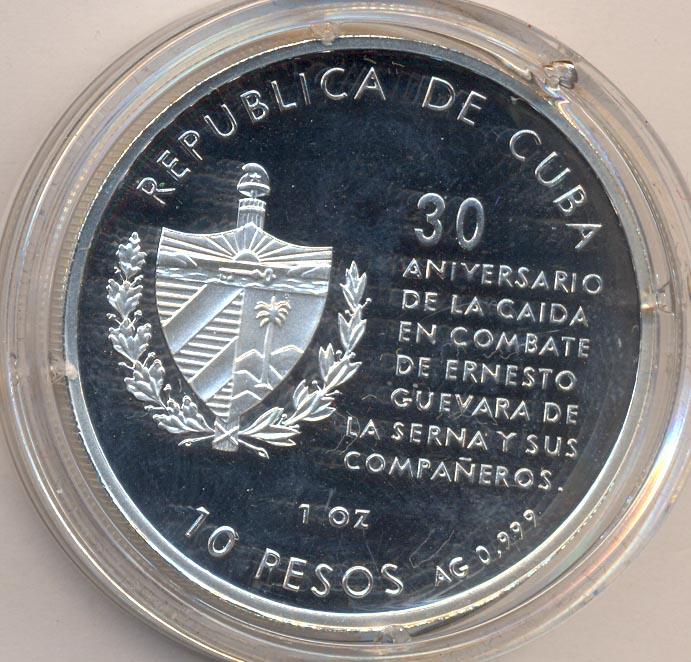 REPUBLICA DE CUBA
30
ANIVERSARIO
DE LA CAIDA
EN COMBATE
DE ERNESTO
GUEVARA DE
LA SERNA Y SUS
COMPAÑEROS.
1 OZ
10 PESOS AG 0,999